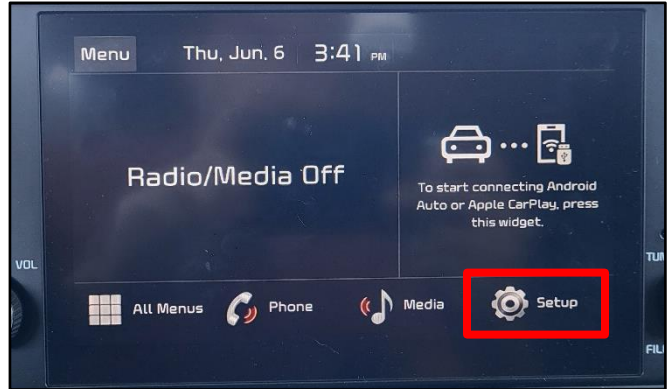 Menu Thu, Jun. 6 3:41 PM
Radio/Media Off
To start connecting Android
Auto or Apple CarPlay, press
this widget.
VOL
All Menus Phone Media Setup